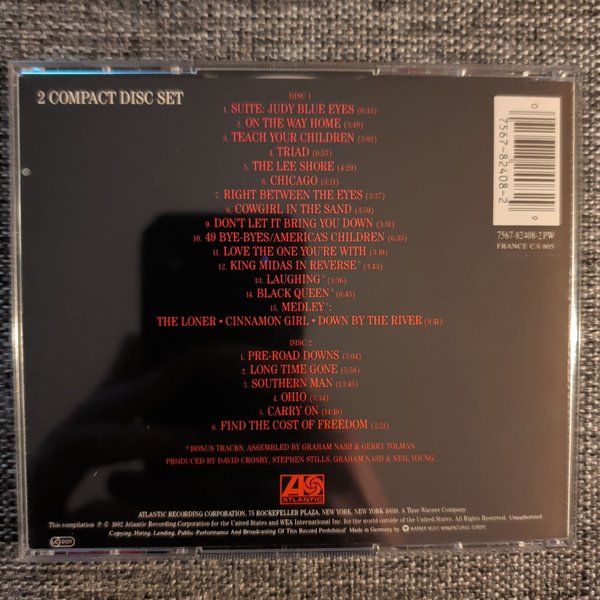 2 COMPACT DISC SET
DISC 1
1. SUITE: JUDY BLUE EYES (0:33)
2. ON THE WAY HOME (3:48)
3. TEACH YOUR CHILDREN (3:02)
4. TRIAD (6:55)
5. THE LEE SHORE (4:29)
6. CHICAGO (3:11)
7. RIGHT BETWEEN THE EYES (3:37)
8. COWGIRL IN THE SAND (3:59)
9. DON'T LET IT BRING YOU DOWN (3:31)
10. 49 BYE-BYES/AMERICA'S CHILDREN (6:35)
11. LOVE THE ONE YOU'RE WITH (3:19)
12. KING MIDAS IN REVERSE* (3:43)
13. LAUGHING* (3:36)
14. BLACK QUEEN* (6:45)
15. MEDLEY*:
THE LONER • CINNAMON GIRL • DOWN BY THE RIVER (9:41)
DISC 2
1. PRE-ROAD DOWNS (3:04)
2. LONG TIME GONE (5:58)
3. SOUTHERN MAN (13:45)
4. OHIO (3:34)
5. CARRY ON (14:19)
6. FIND THE COST OF FREEDOM (2:21)
*BONUS TRACKS; ASSEMBLED BY GRAHAM NASH & GERRY TOLMAN
PRODUCED BY DAVID CROSBY, STEPHEN STILLS, GRAHAM NASH & NEIL YOUNG
ATLANTIC
ATLANTIC RECORDING CORPORATION, 75 ROCKEFELLER PLAZA, NEW YORK, NEW YORK 10019. A Time Warner Company.
This compilation ℗ © 1992 Atlantic Recording Corporation for the United States and WEA International Inc. for the world outside of the United States. All Rights Reserved. Unauthorized
Copying, Hiring, Lending, Public Performance And Broadcasting Of This Record Prohibited! Made in Germany by WARNER MUSIC MANUFACTURING EUROPE
LC 0121
0
7567-82408-2
9
7567-82408-2PW
FRANCE CA 805